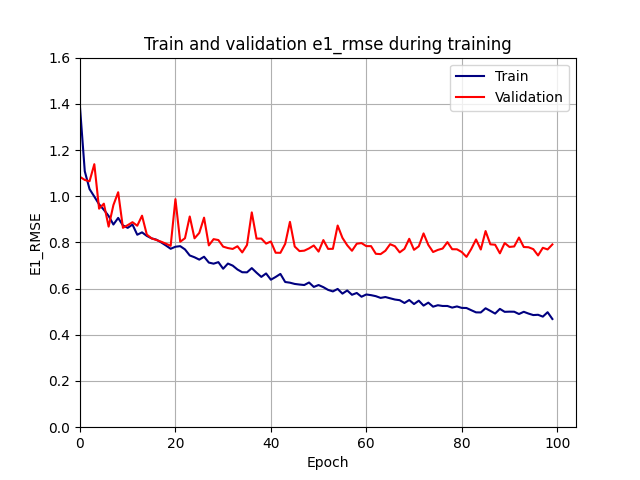 Train and validation e1_rmse during training
Train
Validation
1.6
1.4
1.2
1.0
0.8
0.6
0.4
0.2
0.0
E1_RMSE
0 20 40 60 80 100
Epoch